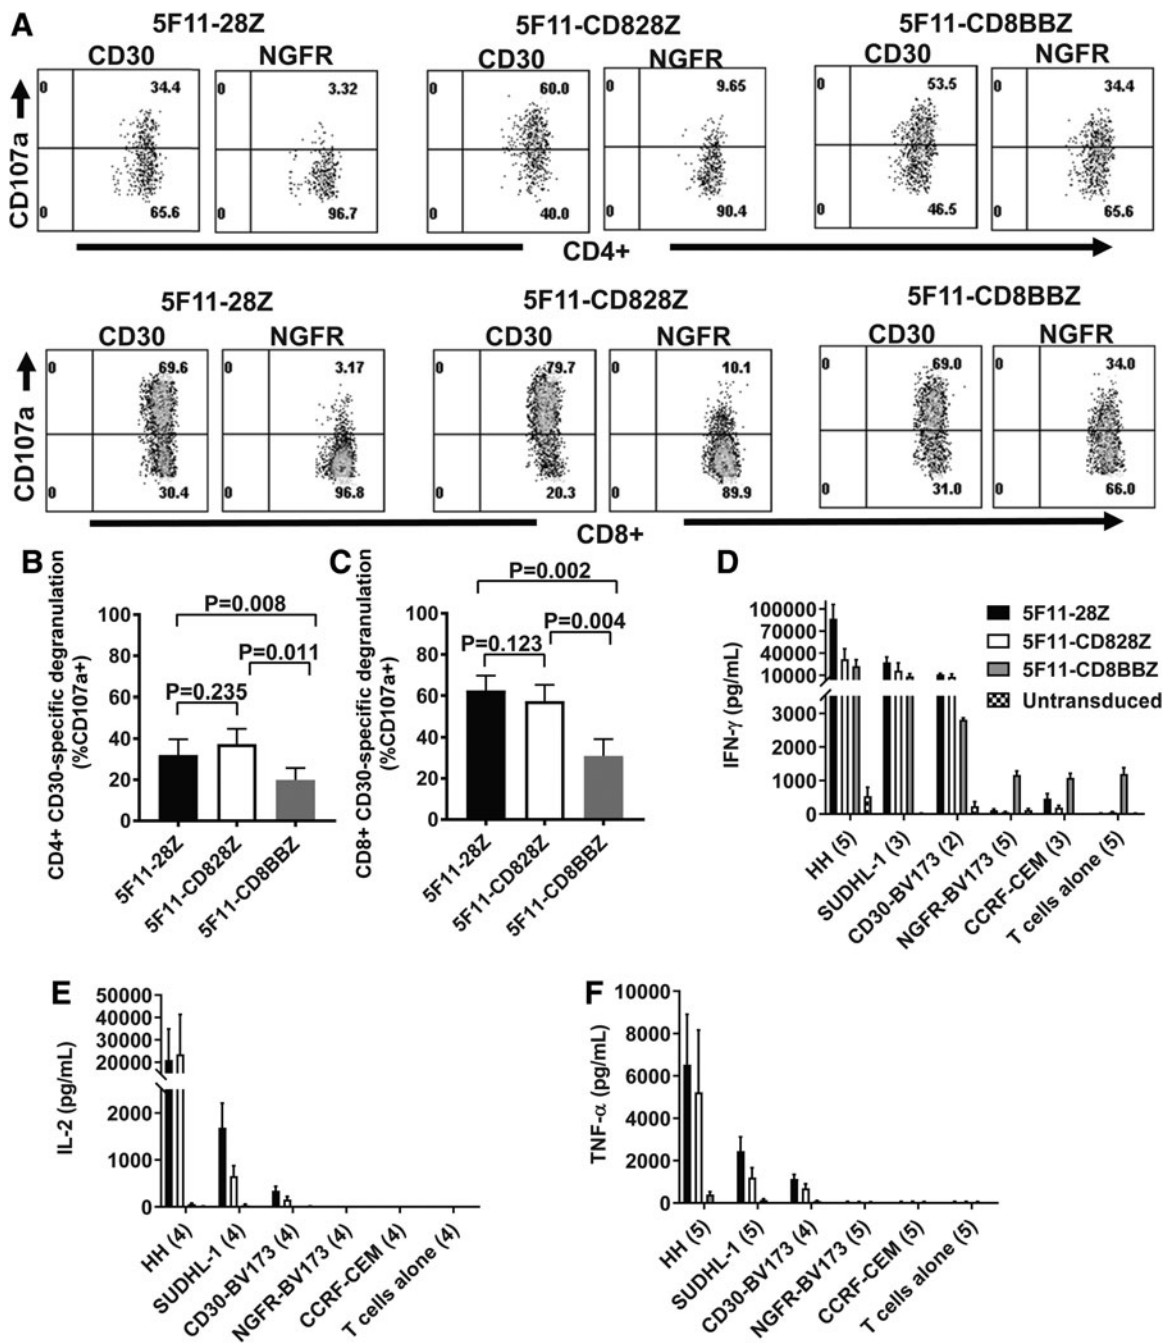 A
5F11-28Z 5F11-CD828Z 5F11-CD8BBZ
CD30 NGFR CD30 NGFR CD30 NGFR
0 34.4 0 3.32 0 60.0 0 9.65 0 53.5 0 34.4
CD107a
0 65.6 0 96.7 0 40.0 0 90.4 0 46.5 0 65.6
CD4+
5F11-28Z 5F11-CD828Z 5F11-CD8BBZ
CD30 NGFR CD30 NGFR CD30 NGFR
0 69.6 0 3.17 0 79.7 0 10.1 0 69.0 0 34.0
CD107a
0 30.4 0 96.8 0 20.3 0 89.9 0 31.0 0 66.0
CD8+
B
CD4+ CD30-specific degranulation
(%CD107a+)
100
80
60
40
20
0
P=0.008
P=0.011
P=0.235
5F11-28Z
5F11-CD828Z
5F11-CD8BBZ
C
CD8+ CD30-specific degranulation
(%CD107a+)
100
80
60
40
20
0
P=0.002
P=0.004
P=0.123
5F11-28Z
5F11-CD828Z
5F11-CD8BBZ
D
IFN-γ (pg/mL)
100000
70000
40000
10000
3000
2000
1000
0
5F11-28Z
5F11-CD828Z
5F11-CD8BBZ
Untransduced
HH (5)
SUDHL-1 (3)
CD30-BV173 (2)
NGFR-BV173 (5)
CCRF-CEM (3)
T cells alone (5)
E
IL-2 (pg/mL)
50000
40000
30000
20000
2000
1000
0
HH (4)
SUDHL-1 (4)
CD30-BV173 (4)
NGFR-BV173 (4)
CCRF-CEM (4)
T cells alone (4)
F
TNF-α (pg/mL)
10000
8000
6000
4000
2000
0
HH (5)
SUDHL-1 (5)
CD30-BV173 (4)
NGFR-BV173 (5)
CCRF-CEM (5)
T cells alone (5)